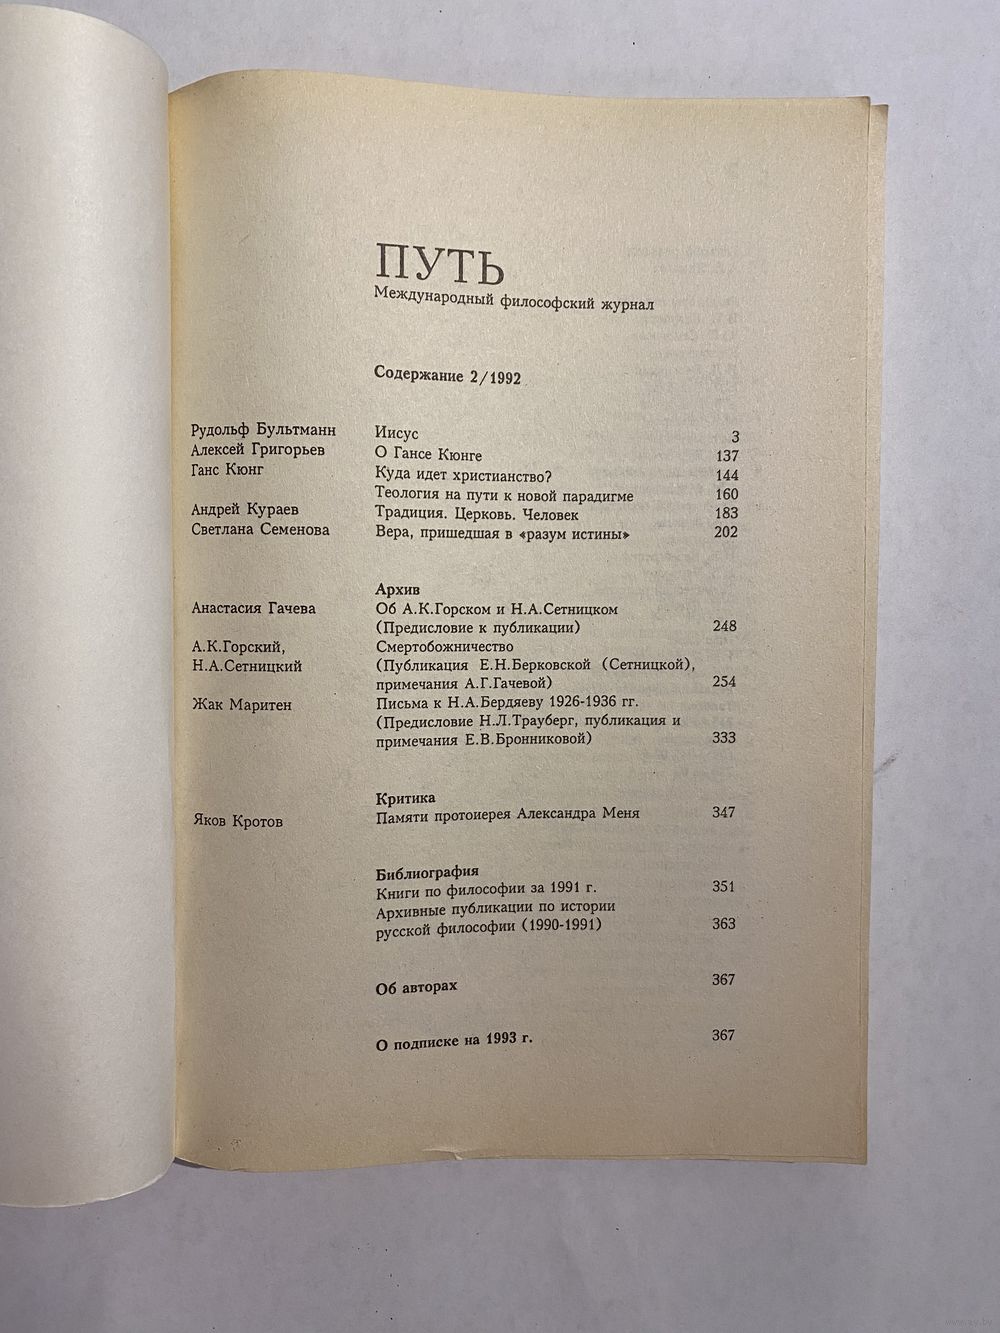 ПУТЬ
Международный философский журнал
Содержание 2/1992
Рудольф Бультманн Иисус 3
Алексей Григорьев О Гансе Кюнге 137
Ганс Кюнг Куда идет христианство? 144
Теология на пути к новой парадигме 160
Андрей Кураев Традиция. Церковь. Человек 183
Светлана Семенова Вера, пришедшая в «разум истины» 202
Архив
Анастасия Гачева Об А.К.Горском и Н.А.Сетницком
(Предисловие к публикации) 248
А.К.Горский, Смертобожничество
Н.А.Сетницкий (Публикация Е.Н.Берковской (Сетницкой),
примечания А.Г.Гачевой) 254
Жак Маритен Письма к Н.А.Бердяеву 1926-1936 гг.
(Предисловие Н.Л.Трауберг, публикация и
примечания Е.В.Бронниковой) 333
Критика
Яков Кротов Памяти протоиерея Александра Меня 347
Библиография
Книги по философии за 1991 г. 351
Архивные публикации по истории
русской философии (1990-1991) 363
Об авторах 367
О подписке на 1993 г. 367